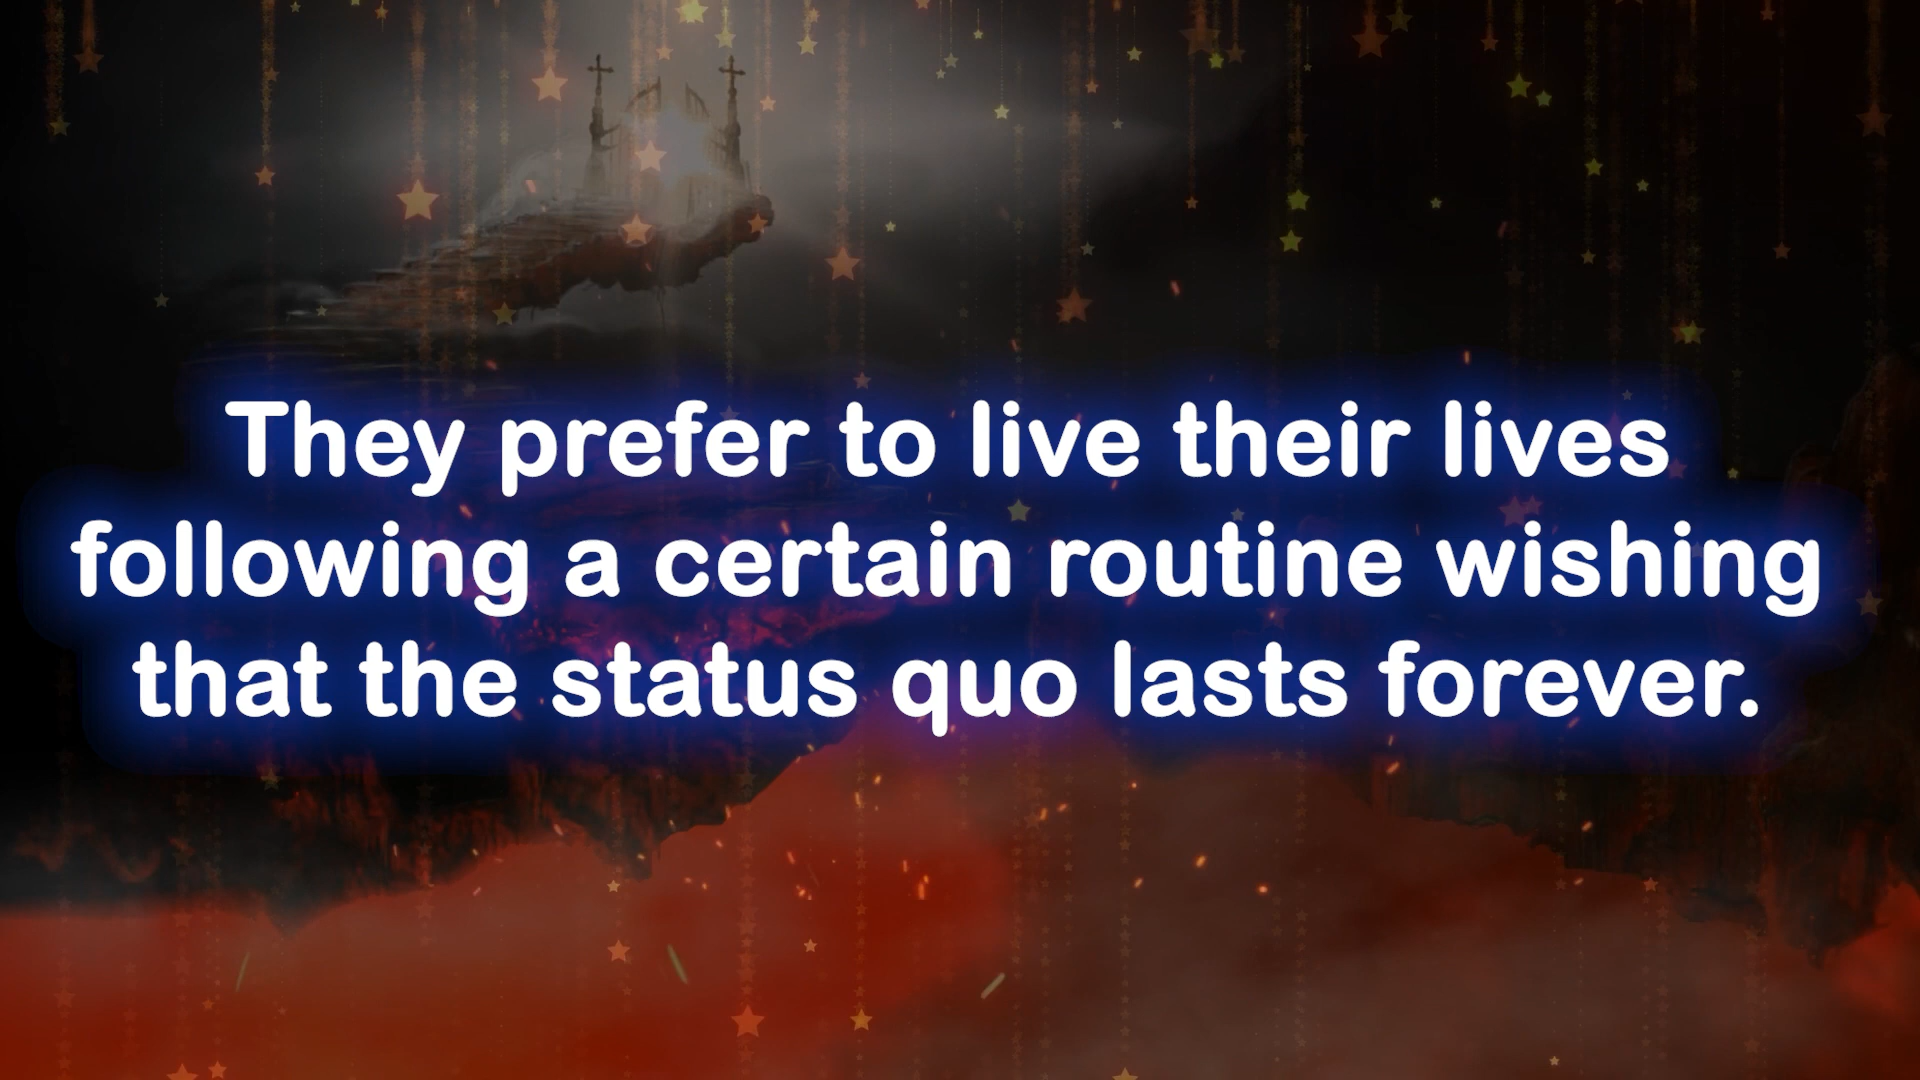 They prefer to live their lives
following a certain routine wishing
that the status quo lasts forever.